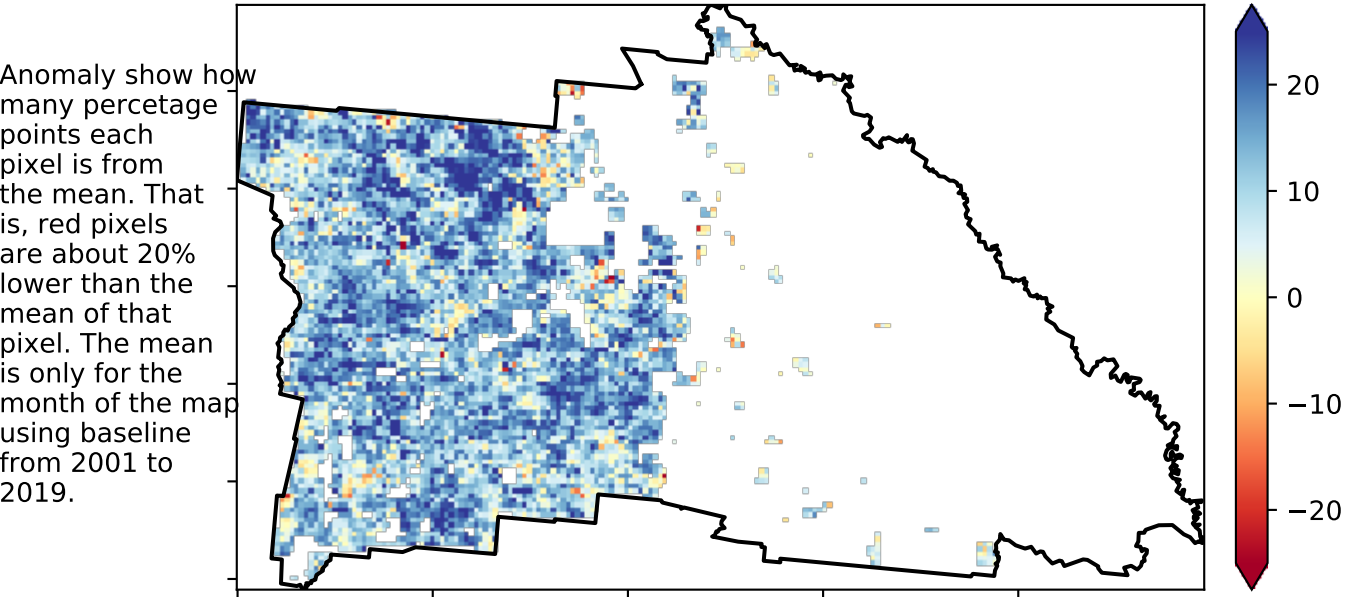 Anomaly show how
many percetage
points each
pixel is from
the mean. That
is, red pixels
are about 20%
lower than the
mean of that
pixel. The mean
is only for the
month of the map
using baseline
from 2001 to
2019.
20
10
0
−10
−20